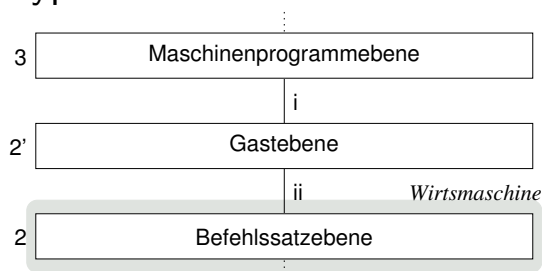 3 Maschinenprogrammebene
i
2' Gastebene
ii Wirtsmaschine
2 Befehlssatzebene